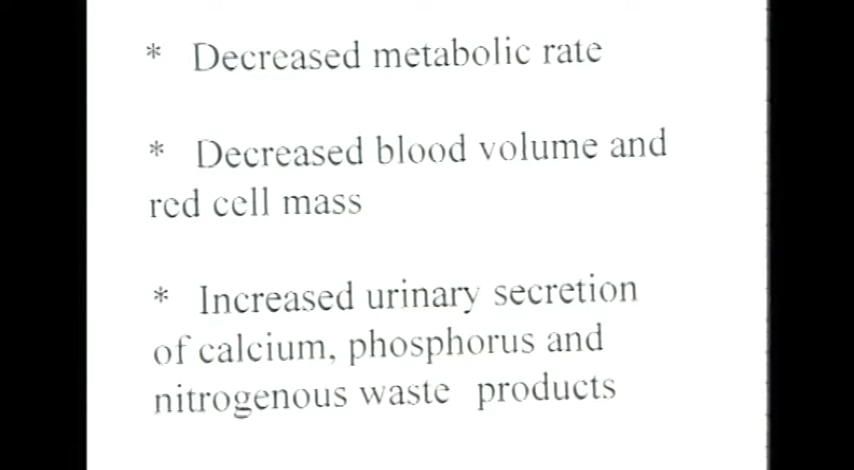 * Decreased metabolic rate
* Decreased blood volume and
red cell mass
* Increased urinary secretion
of calcium, phosphorus and
nitrogenous waste products